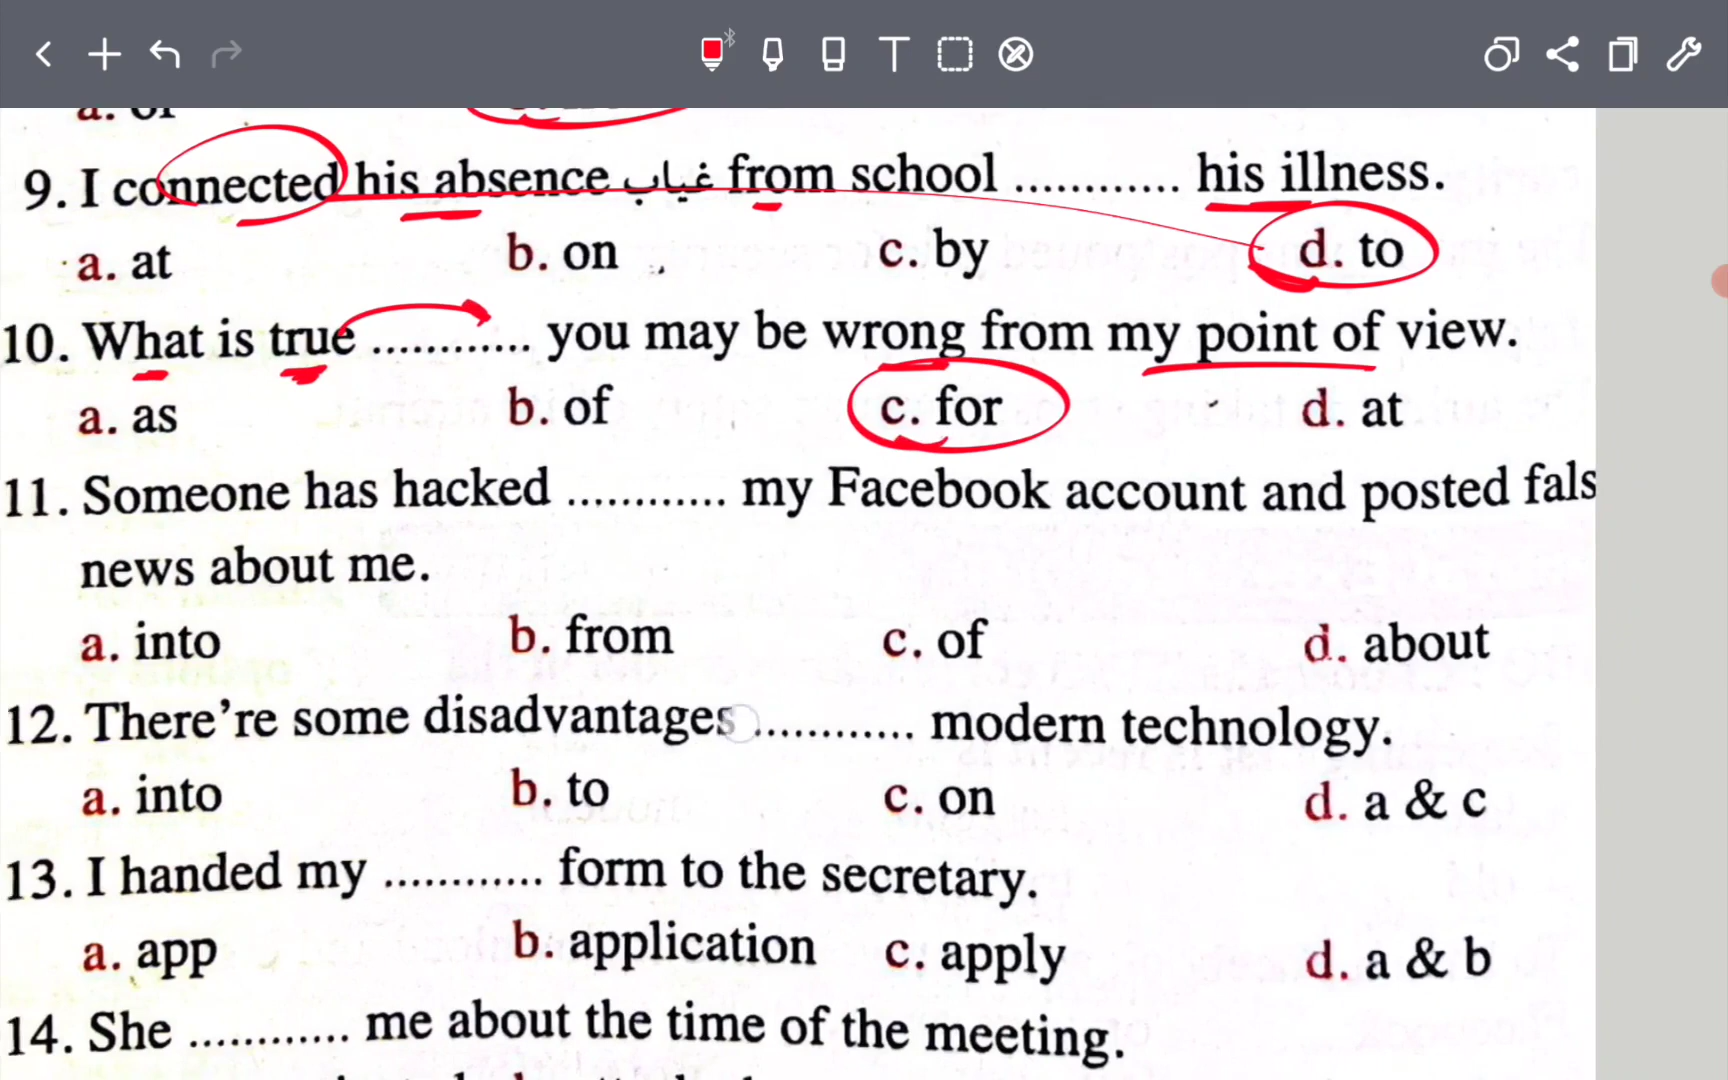 a. of
9. I connected his absence غياب from school ............ his illness.
a. at b. on c. by d. to
10. What is true ............ you may be wrong from my point of view.
a. as b. of c. for d. at
11. Someone has hacked ............ my Facebook account and posted fals
news about me.
a. into b. from c. of d. about
12. There're some disadvantages ............ modern technology.
a. into b. to c. on d. a & c
13. I handed my ............ form to the secretary.
a. app b. application c. apply d. a & b
14. She ............ me about the time of the meeting.